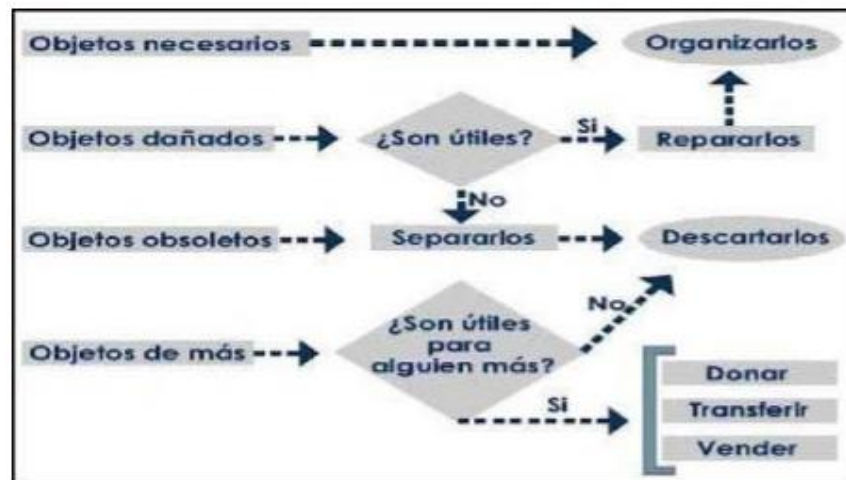 Objetos necesarios
Organizarlos
Objetos dañados
¿Son útiles?
Si
Repararlos
No
Objetos obsoletos
Separarlos
Descartarlos
Objetos de más
¿Son útiles
para
alguien más?
No
Si
Donar
Transferir
Vender